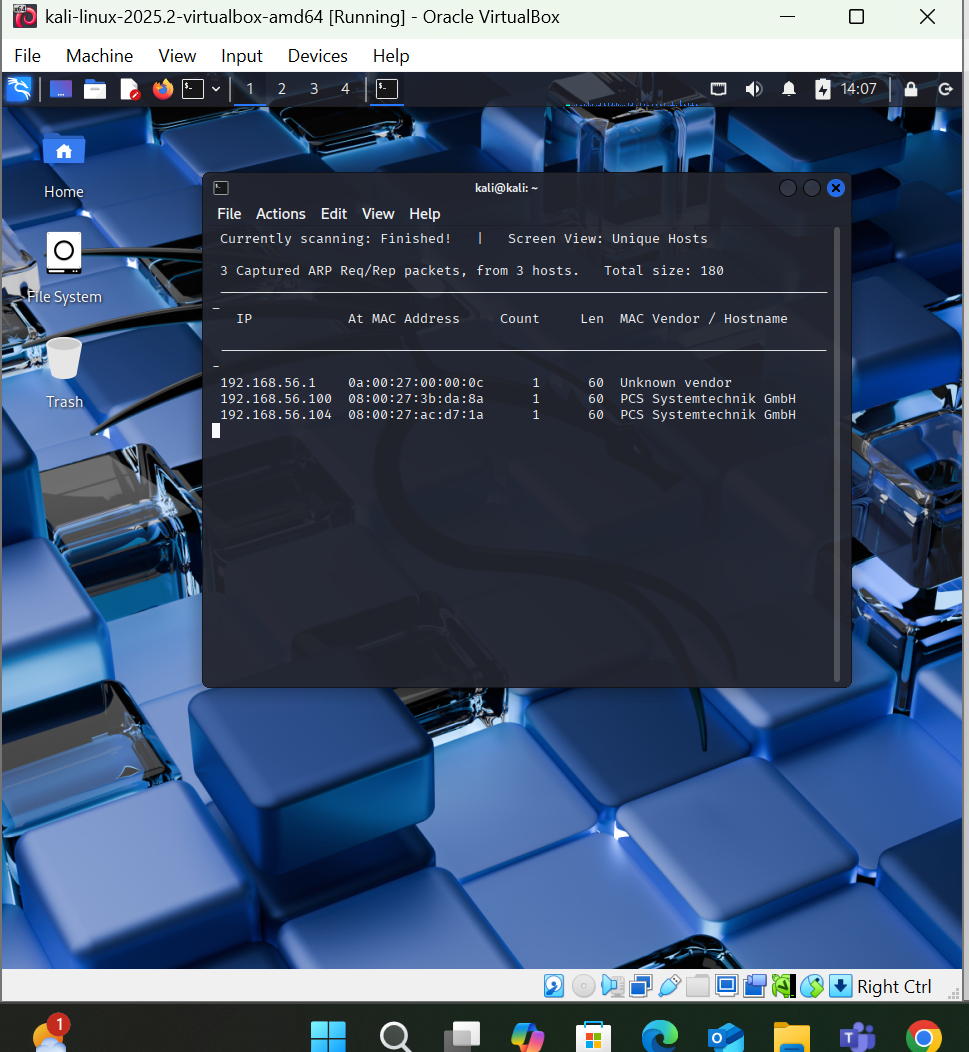 kali-linux-2025.2-virtualbox-amd64 [Running] - Oracle VirtualBox
File Machine View Input Devices Help
1 2 3 4 14:07
Home
File System
Trash
kali@kali: ~
File Actions Edit View Help
Currently scanning: Finished! | Screen View: Unique Hosts
3 Captured ARP Req/Rep packets, from 3 hosts. Total size: 180
_____________________________________________________________________________
IP At MAC Address Count Len MAC Vendor / Hostname
-----------------------------------------------------------------------------
192.168.56.1 0a:00:27:00:00:0c 1 60 Unknown vendor
192.168.56.100 08:00:27:3b:da:8a 1 60 PCS Systemtechnik GmbH
192.168.56.104 08:00:27:ac:d7:1a 1 60 PCS Systemtechnik GmbH
Right Ctrl
1